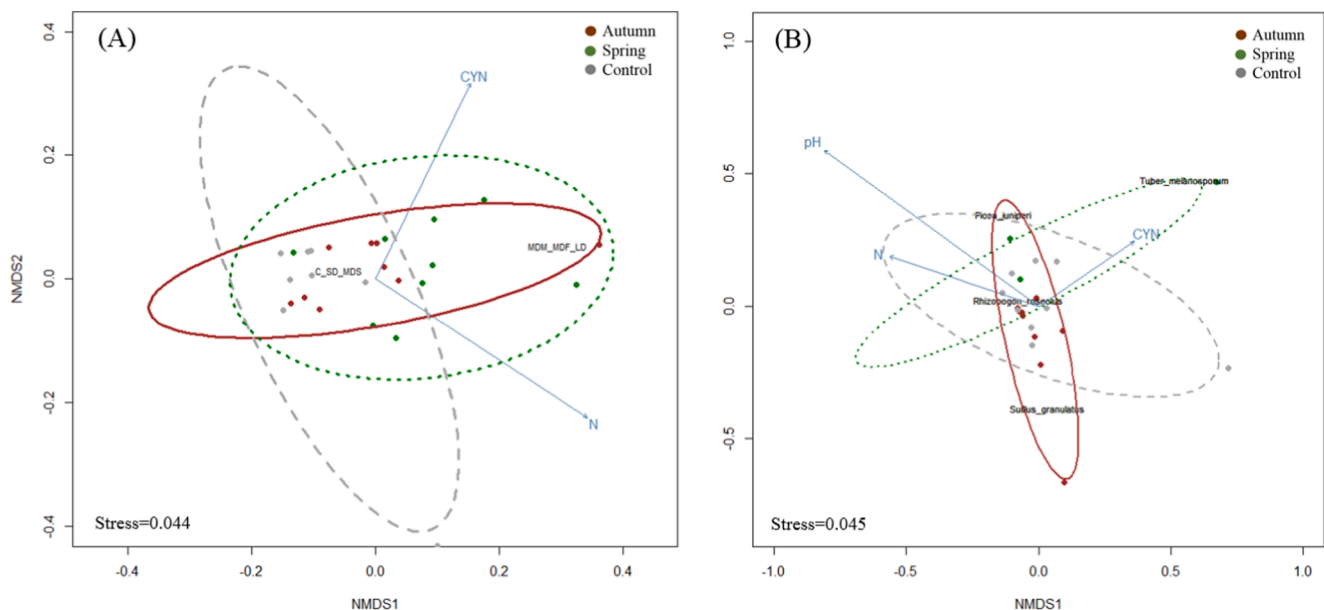 (A)
Autumn
Spring
Control
CYN
MDM_MDF_LD
C_SD_MDS
N
Stress=0.044
NMDS2
0.4
0.2
0.0
-0.2
-0.4
-0.4
-0.2
0.0
0.2
0.4
NMDS1
(B)
Autumn
Spring
Control
pH
Tuber_melanosporum
Picoa_juniperi
CYN
N
Rhizopogon_roseolus
Suillus_granulatus
Stress=0.045
1.0
0.5
0.0
-0.5
-1.0
-0.5
0.0
0.5
1.0
NMDS1